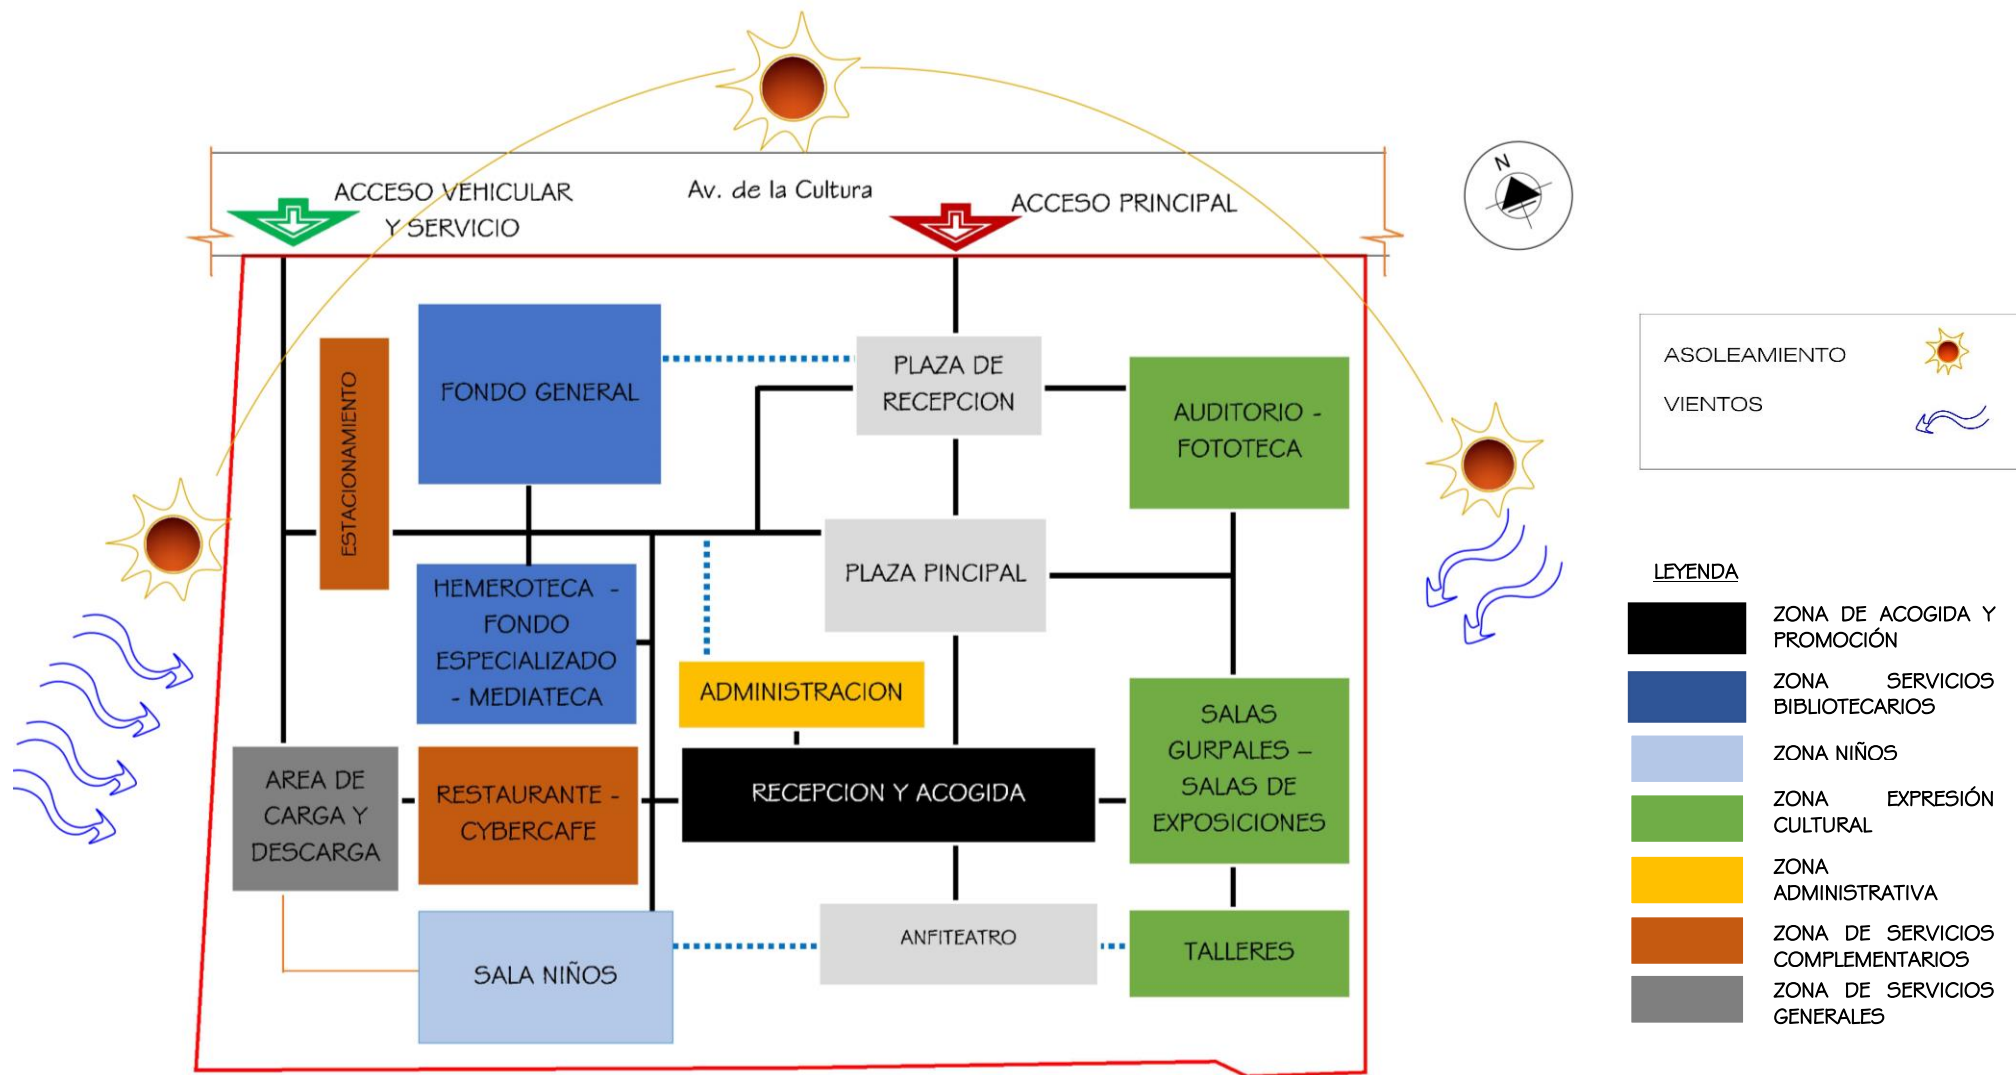 ACCESO VEHICULAR
Y SERVICIO
Av. de la Cultura
ACCESO PRINCIPAL
N
ESTACIONAMIENTO
FONDO GENERAL
PLAZA DE
RECEPCION
AUDITORIO -
FOTOTECA
PLAZA PINCIPAL
HEMEROTECA -
FONDO
ESPECIALIZADO
- MEDIATECA
ADMINISTRACION
SALAS
GURPALES –
SALAS DE
EXPOSICIONES
AREA DE
CARGA Y
DESCARGA
RESTAURANTE -
CYBERCAFE
RECEPCION Y ACOGIDA
SALA NIÑOS
ANFITEATRO
TALLERES
ASOLEAMIENTO
VIENTOS
LEYENDA
ZONA DE ACOGIDA Y
PROMOCIÓN
ZONA SERVICIOS
BIBLIOTECARIOS
ZONA NIÑOS
ZONA EXPRESIÓN
CULTURAL
ZONA
ADMINISTRATIVA
ZONA DE SERVICIOS
COMPLEMENTARIOS
ZONA DE SERVICIOS
GENERALES